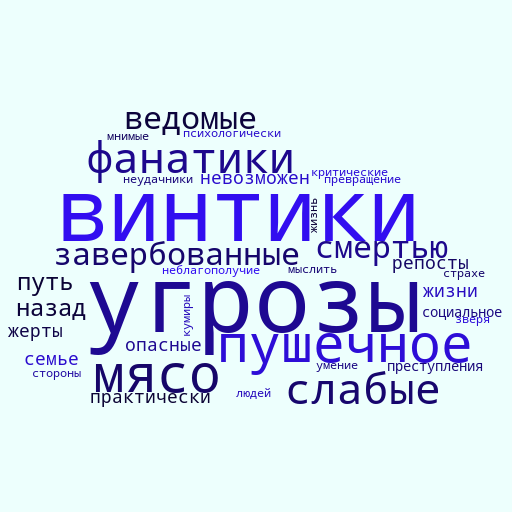 ведомые
мнимые
психологически
фанатики
критические
неудачники
невозможен
превращение
винтики
жизнь
завербованные
смертью
репосты
неблагополучие
мыслить
страхе
путь
угрозы
жизни
назад
кумиры
социальное
зверя
жерты
опасные
пушечное
семье
стороны
мясо
умение
преступления
практически
людей
слабые